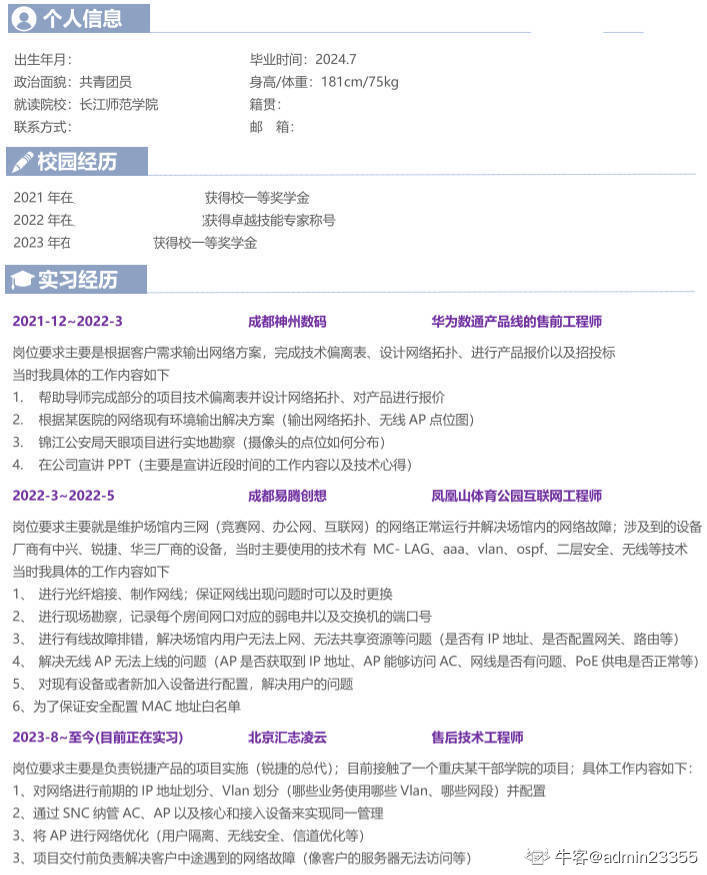 个人信息
出生年月： 毕业时间：2024.7
政治面貌：共青团员 身高/体重：181cm/75kg
就读院校：长江师范学院 籍贯：
联系方式： 邮 箱：
校园经历
2021 年在 获得校一等奖学金
2022 年在 获得卓越技能专家称号
2023 年在 获得校一等奖学金
实习经历
2021-12~2022-3 成都神州数码 华为数通产品线的售前工程师
岗位要求主要是根据客户需求输出网络方案，完成技术偏离表、设计网络拓扑、进行产品报价以及招投标
当时我具体的工作内容如下
1. 帮助导师完成部分的项目技术偏离表并设计网络拓扑、对产品进行报价
2. 根据某医院的网络现有环境输出解决方案（输出网络拓扑、无线 AP 点位图）
3. 锦江公安局天眼项目进行实地勘察（摄像头的点位如何分布）
4. 在公司宣讲 PPT（主要是宣讲近段时间的工作内容以及技术心得）
2022-3~2022-5 成都易腾创想 凤凰山体育公园互联网工程师
岗位要求主要就是维护场馆内三网（竞赛网、办公网、互联网）的网络正常运行并解决场馆内的网络故障；涉及到的设备
厂商有中兴、锐捷、华三厂商的设备，当时主要使用的技术有 MC- LAG、aaa、vlan、ospf、二层安全、无线等技术
当时我具体的工作内容如下
1、 进行光纤熔接、制作网线；保证网线出现问题时可以及时更换
2、 进行现场勘察，记录每个房间网口对应的弱电井以及交换机的端口号
3、 进行有线故障排错，解决场馆内用户无法上网、无法共享资源等问题（是否有 IP 地址、是否配置网关、路由等）
4、 解决无线 AP 无法上线的问题（AP 是否获取到 IP 地址、AP 能够访问 AC、网线是否有问题、PoE 供电是否正常等）
5、 对现有设备或者新加入设备进行配置，解决用户的问题
6、为了保证安全配置 MAC 地址白名单
2023-8~至今(目前正在实习) 北京汇志凌云 售后技术工程师
岗位要求主要是负责锐捷产品的项目实施（锐捷的总代）；目前接触了一个重庆某干部学院的项目；具体工作内容如下：
1、对网络进行前期的 IP 地址划分、Vlan 划分（哪些业务使用哪些 Vlan、哪些网段）并配置
2、通过 SNC 纳管 AC、AP 以及核心和接入设备来实现同一管理
3、将 AP 进行网络优化（用户隔离、无线安全、信道优化等）
3、项目交付前负责解决客户中途遇到的网络故障（像客户的服务器无法访问等）
牛客@admin23355